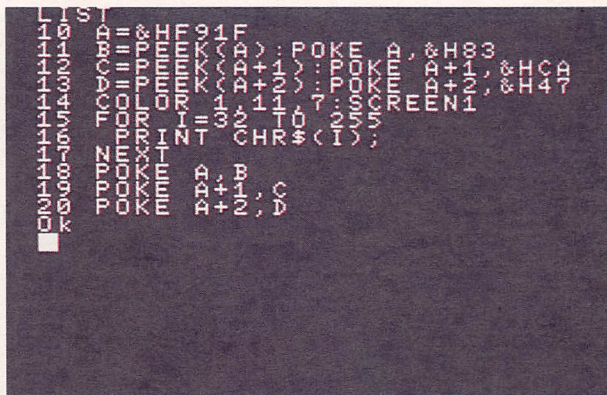 LIST
10 A=&HF91F
11 B=PEEK(A):POKE A,&H83
12 C=PEEK(A+1):POKE A+1,&HCA
13 D=PEEK(A+2):POKE A+2,&H47
14 COLOR 1,11,7:SCREEN1
15 FOR I=32 TO 255
16  PRINT CHR$(I);
17 NEXT
18 POKE A,B
19 POKE A+1,C
20 POKE A+2,D
Ok